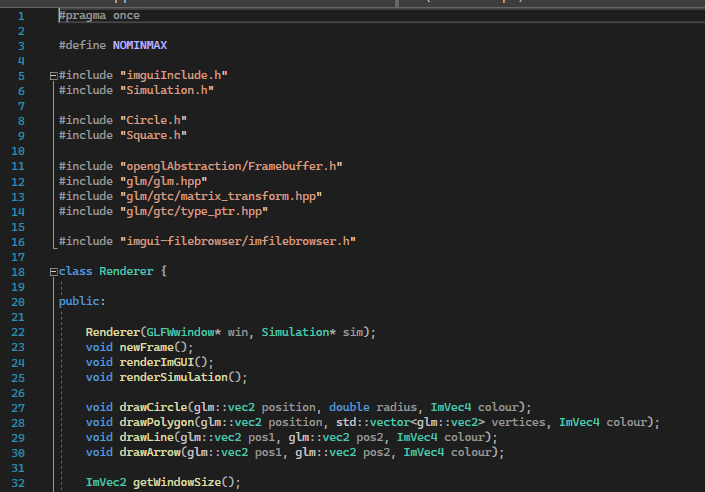 1 #pragma once
2
3 #define NOMINMAX
4
5 #include "imguiInclude.h"
6 #include "Simulation.h"
7
8 #include "Circle.h"
9 #include "Square.h"
10
11 #include "openglAbstraction/Framebuffer.h"
12 #include "glm/glm.hpp"
13 #include "glm/gtc/matrix_transform.hpp"
14 #include "glm/gtc/type_ptr.hpp"
15
16 #include "imgui-filebrowser/imfilebrowser.h"
17
18 class Renderer {
19
20 public:
21
22 Renderer(GLFWwindow* win, Simulation* sim);
23 void newFrame();
24 void renderImGUI();
25 void renderSimulation();
26
27 void drawCircle(glm::vec2 position, double radius, ImVec4 colour);
28 void drawPolygon(glm::vec2 position, std::vector<glm::vec2> vertices, ImVec4 colour);
29 void drawLine(glm::vec2 pos1, glm::vec2 pos2, ImVec4 colour);
30 void drawArrow(glm::vec2 pos1, glm::vec2 pos2, ImVec4 colour);
31
32 ImVec2 getWindowSize();